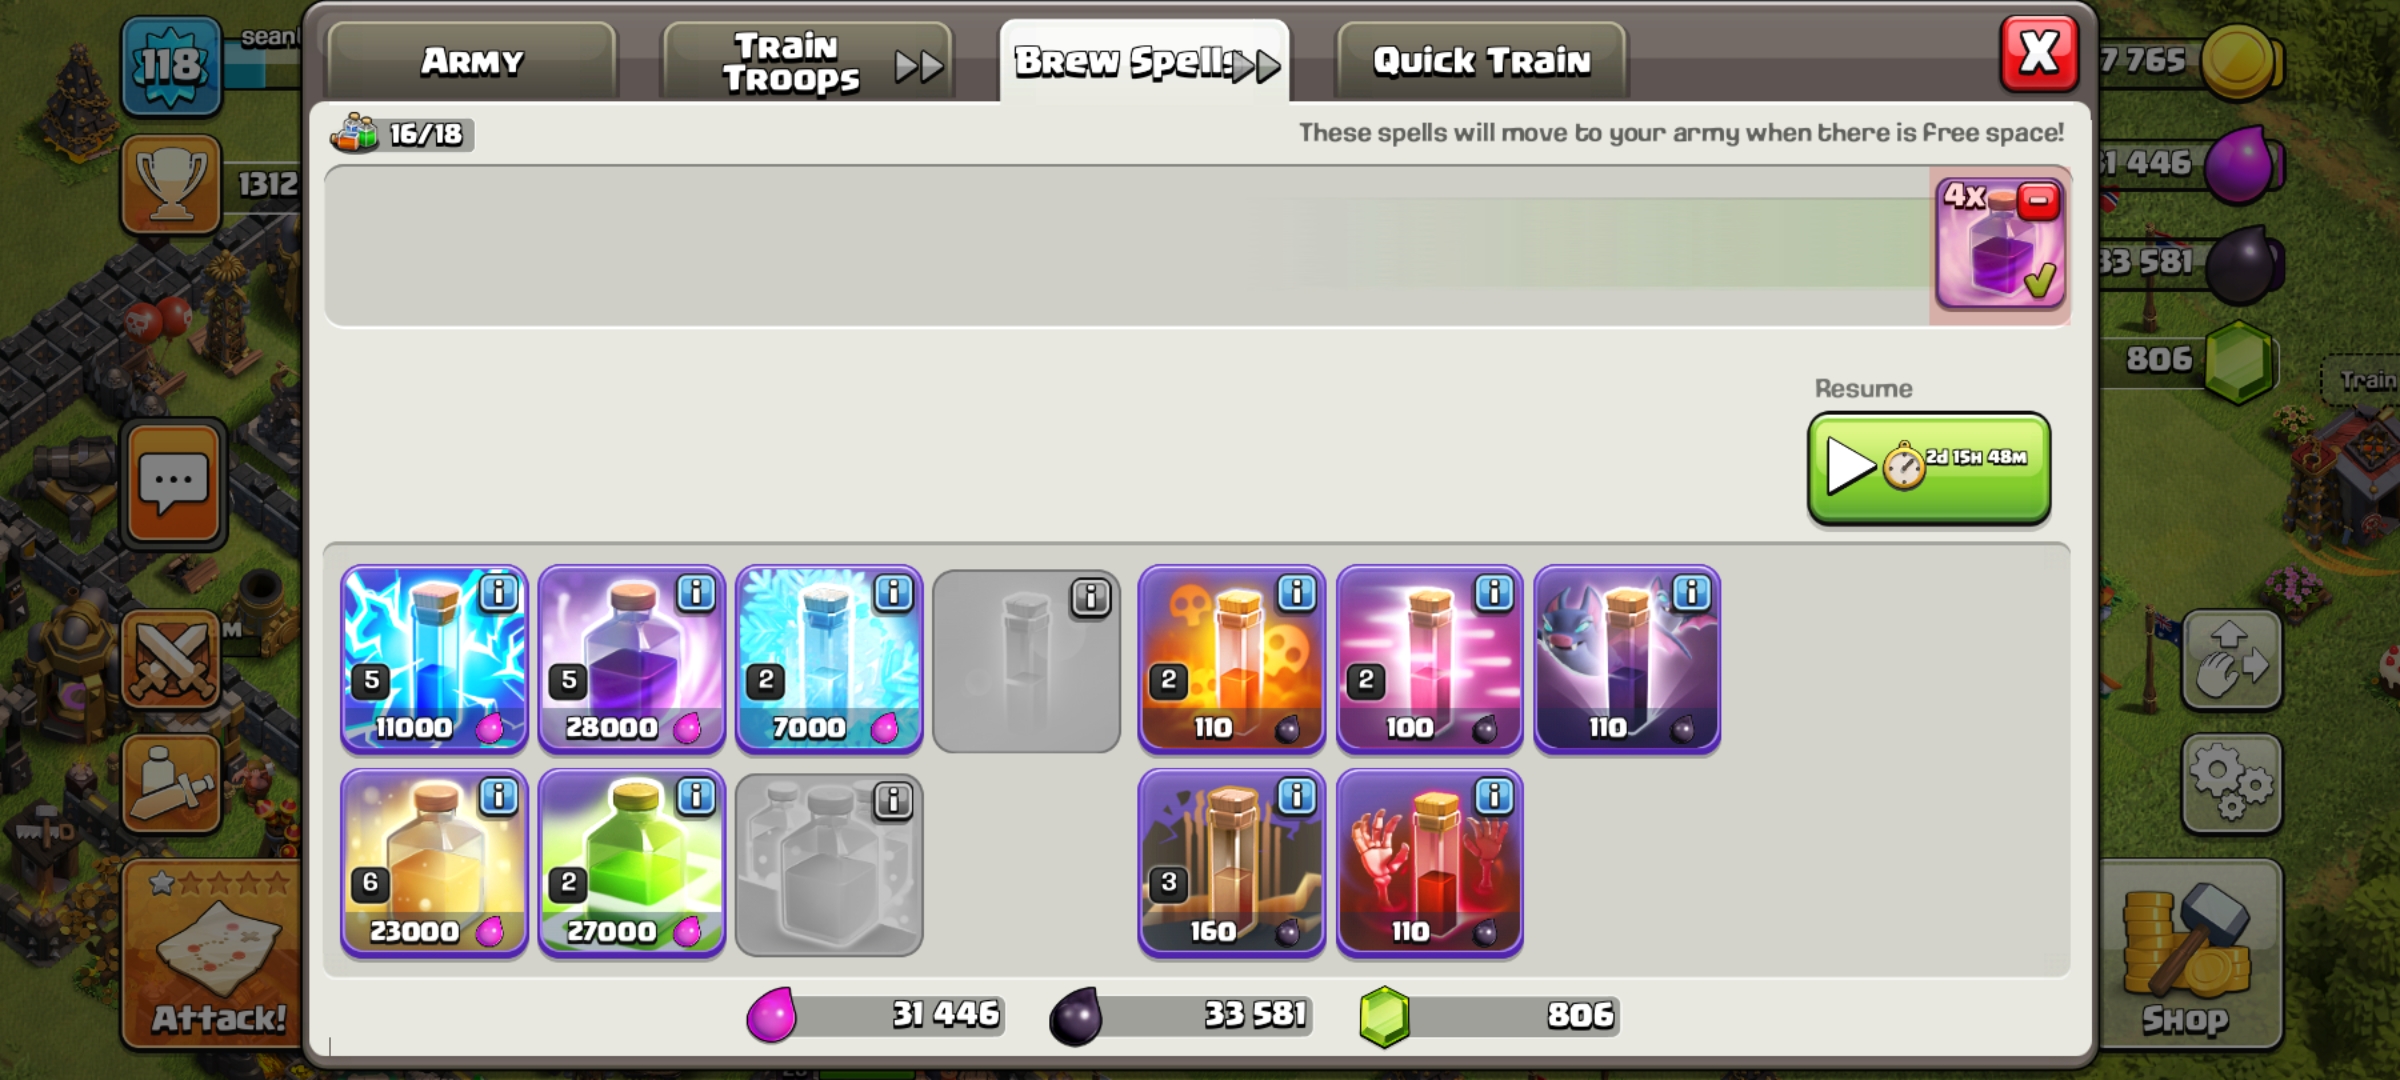 118
seanl
Army
Train
Troops
Brew Spells
Quick Train
X
7 765
16/18
These spells will move to your army when there is free space!
1312
1 446
4x
33 581
806
Train
Resume
2d 15h 48m
5
11000
5
28000
2
7000
2
110
2
100
110
6
23000
2
27000
3
160
110
31 446
33 581
806
Attack!
Shop